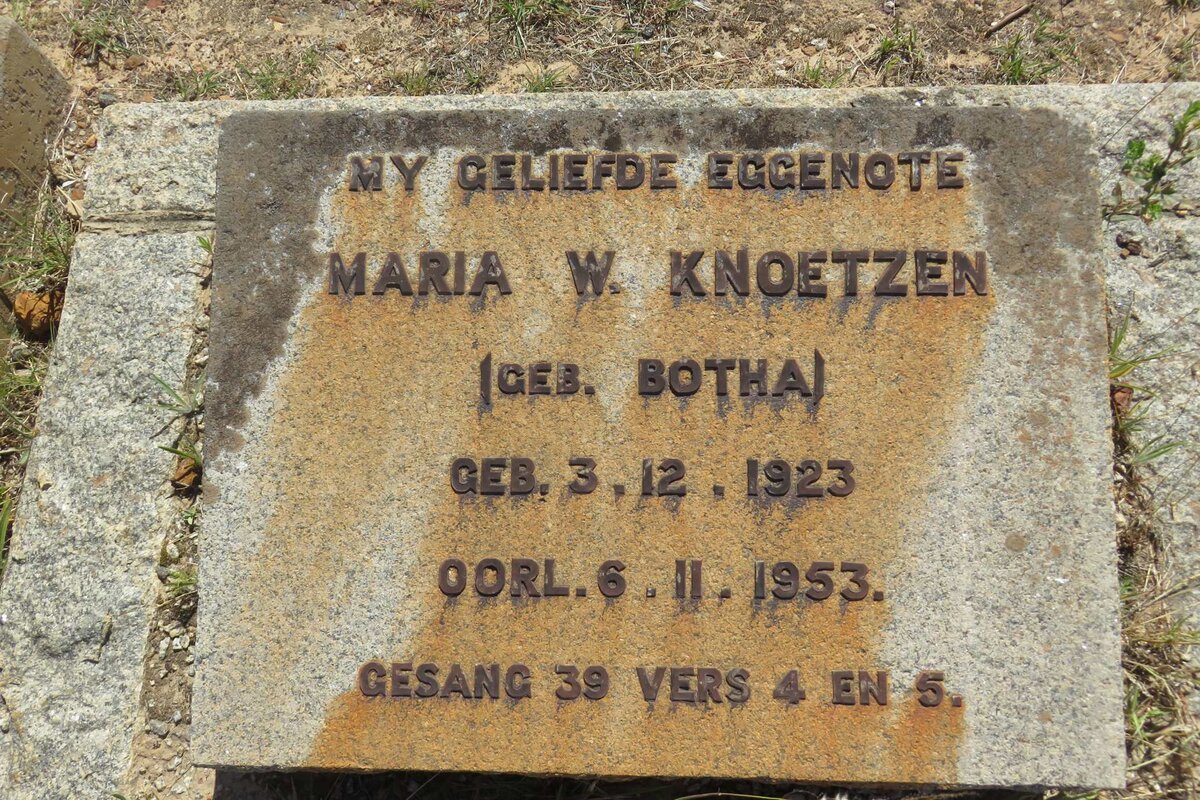 MY GELIEFDE EGGENOTE
MARIA W. KNOETZEN
(GEB. BOTHA)
GEB. 3.12.1923
OORL. 6.11.1953.
GESANG 39 VERS 4 EN 5.